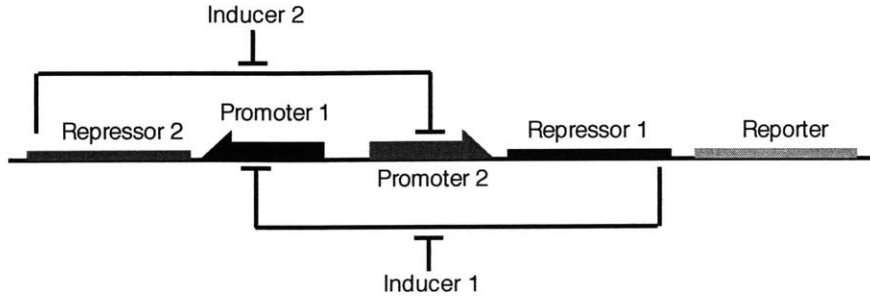 Inducer 2
Promoter 1
Repressor 2
Repressor 1
Reporter
Promoter 2
Inducer 1